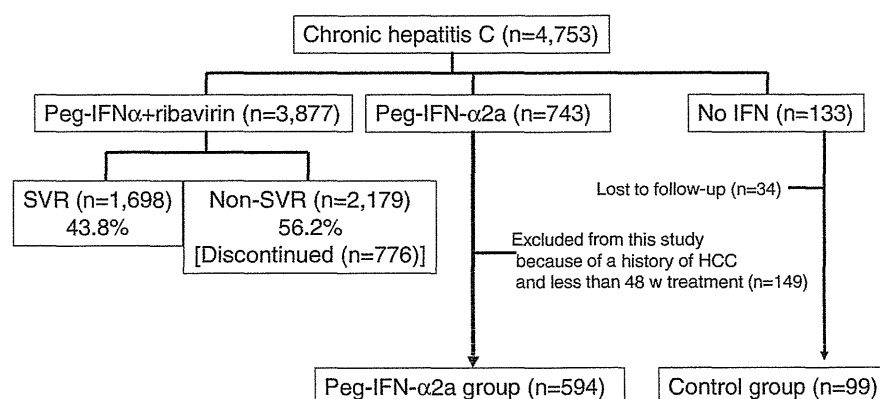 Chronic hepatitis C (n=4,753)
Peg-IFNα+ribavirin (n=3,877)
Peg-IFN-α2a (n=743)
No IFN (n=133)
SVR (n=1,698)
43.8%
Non-SVR (n=2,179)
56.2%
[Discontinued (n=776)]
Lost to follow-up (n=34)
Excluded from this study
because of a history of HCC
and less than 48 w treatment (n=149)
Peg-IFN-α2a group (n=594)
Control group (n=99)